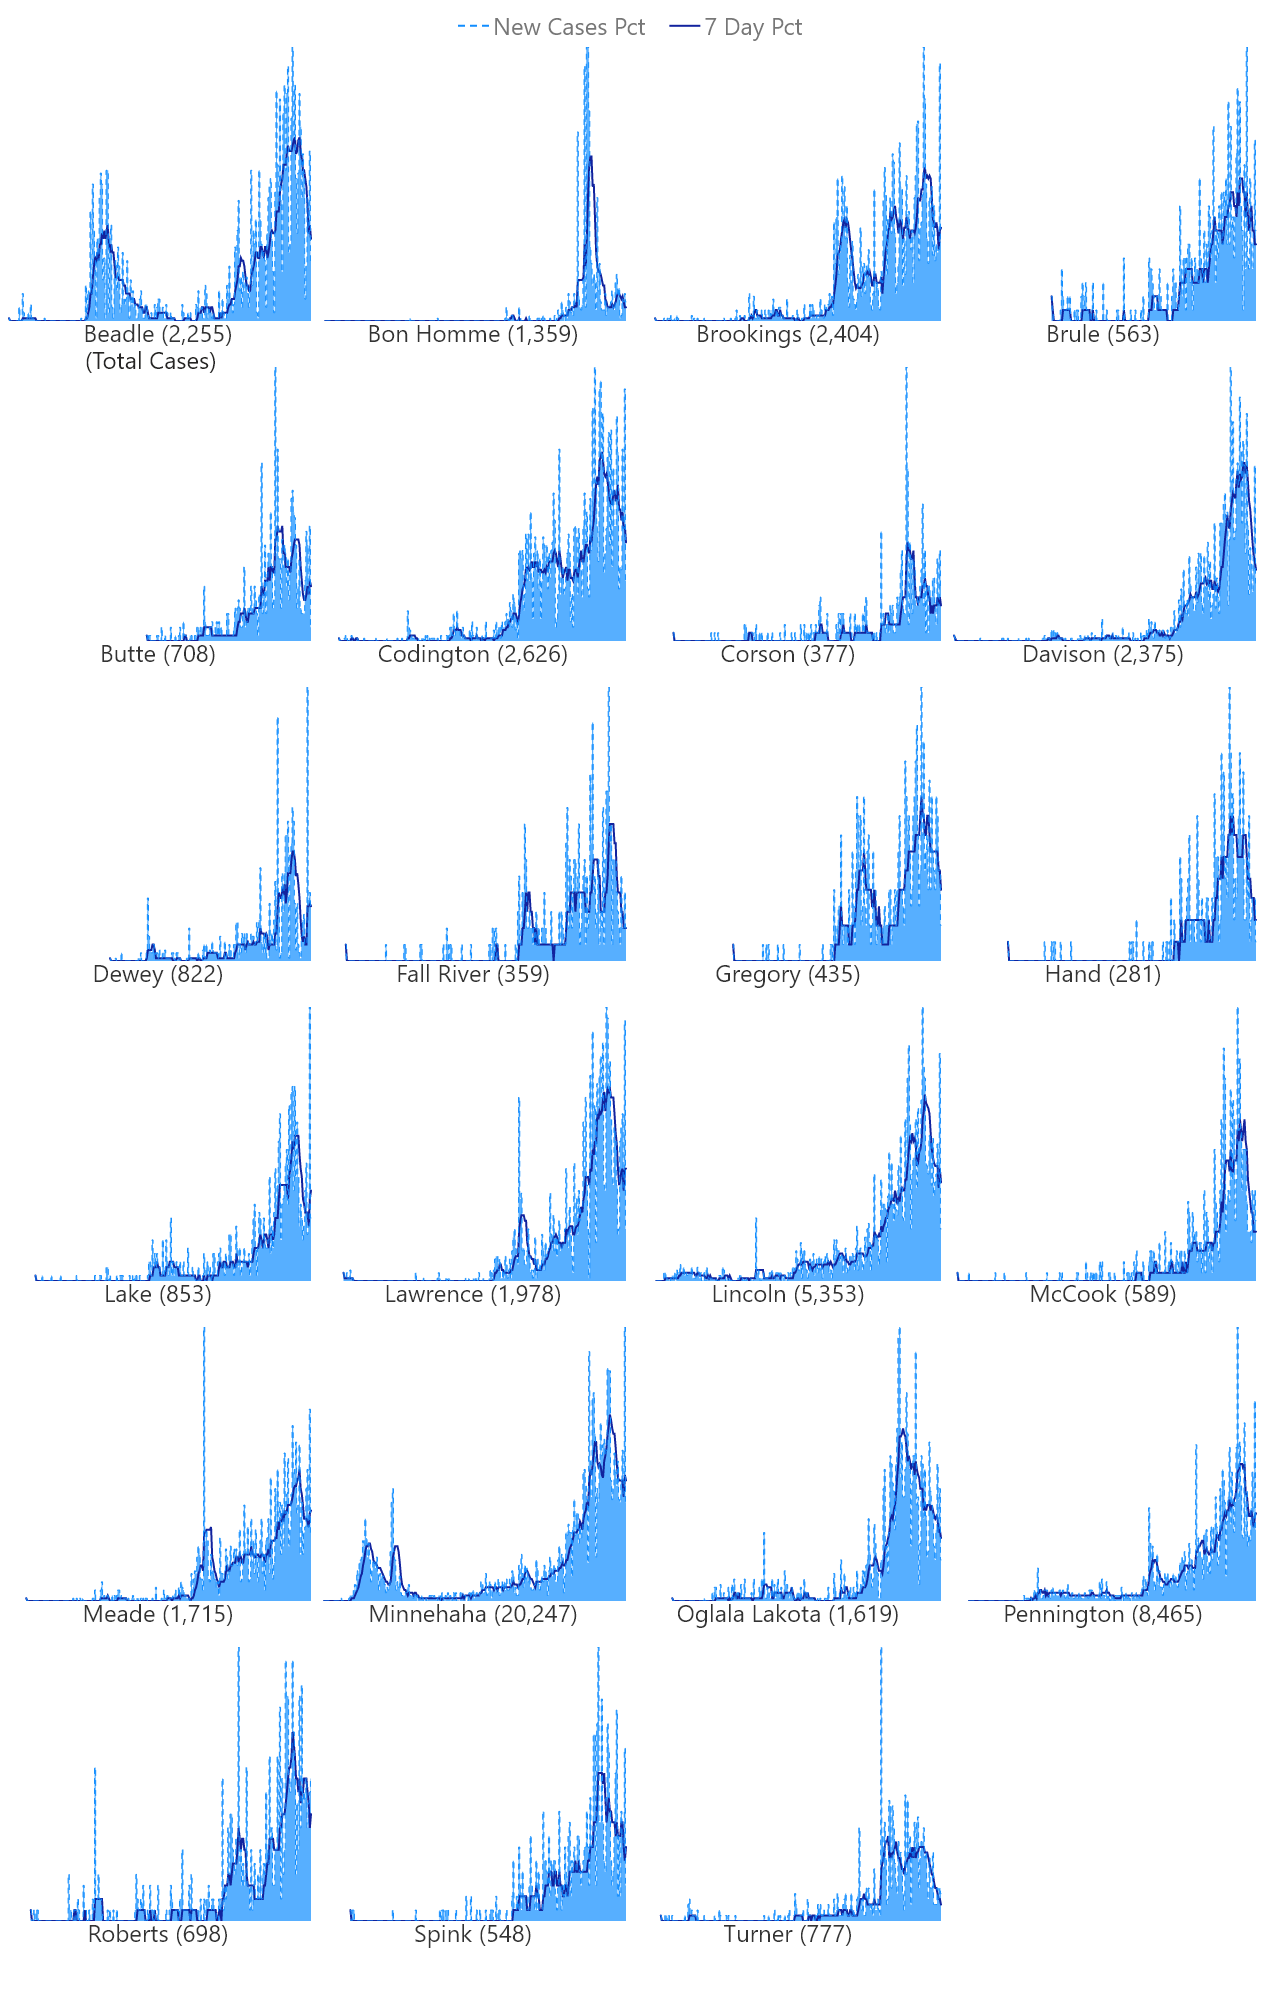 New Cases Pct 7 Day Pct
Beadle (2,255) Bon Homme (1,359) Brookings (2,404) Brule (563)
(Total Cases)
Butte (708) Codington (2,626) Corson (377) Davison (2,375)
Dewey (822) Fall River (359) Gregory (435) Hand (281)
Lake (853) Lawrence (1,978) Lincoln (5,353) McCook (589)
Meade (1,715) Minnehaha (20,247) Oglala Lakota (1,619) Pennington (8,465)
Roberts (698) Spink (548) Turner (777)